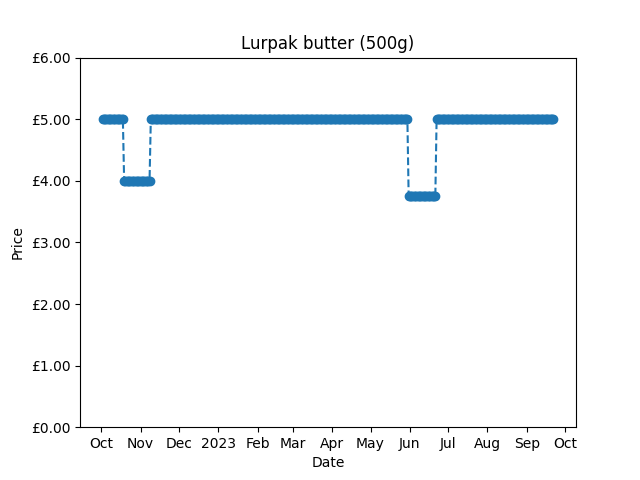 Lurpak butter (500g)
£6.00
£5.00
£4.00
£3.00
£2.00
£1.00
£0.00
Price
Oct Nov Dec 2023 Feb Mar Apr May Jun Jul Aug Sep Oct
Date